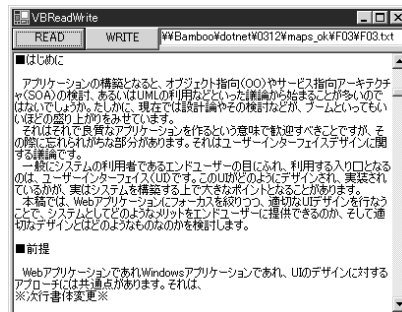 VBReadWrite
READ WRITE ¥¥Bamboo¥dotnet¥0312¥maps_ok¥F03¥F03.txt
■はじめに
アプリケーションの構築となると、オブジェクト指向(OO)やサービス指向アーキテクチ
ャ(SOA)の検討、あるいはUMLの利用などといった議論から始まることが多いので
はないでしょうか。たしかに、現在では設計論やその検討などが、ブームといってもい
いほどの盛り上がりをみせています。
それはそれで良質なアプリケーションを作るという意味で歓迎すべきことですが、そ
の際に忘れられがちな部分があります。それはユーザーインターフェイスデザインに関
する議論です。
一般にシステムの利用者であるエンドユーザーの目にふれ、利用する入り口となる
のは、ユーザーインターフェイス(UI)です。このUIがどのようにデザインされ、実装され
ているかが、実はシステムを構築する上で大きなポイントとなることがあります。
本稿では、Webアプリケーションにフォーカスを絞りつつ、適切なUIデザインを行なう
ことで、システムとしてどのようなメリットをエンドユーザーに提供できるのか、そして適
切なデザインとはどのようなものなのかを検討します。
■前提
WebアプリケーションであれWindowsアプリケーションであれ、UIのデザインに対する
アプローチには共通点があります。それは、
※次行書体変更※